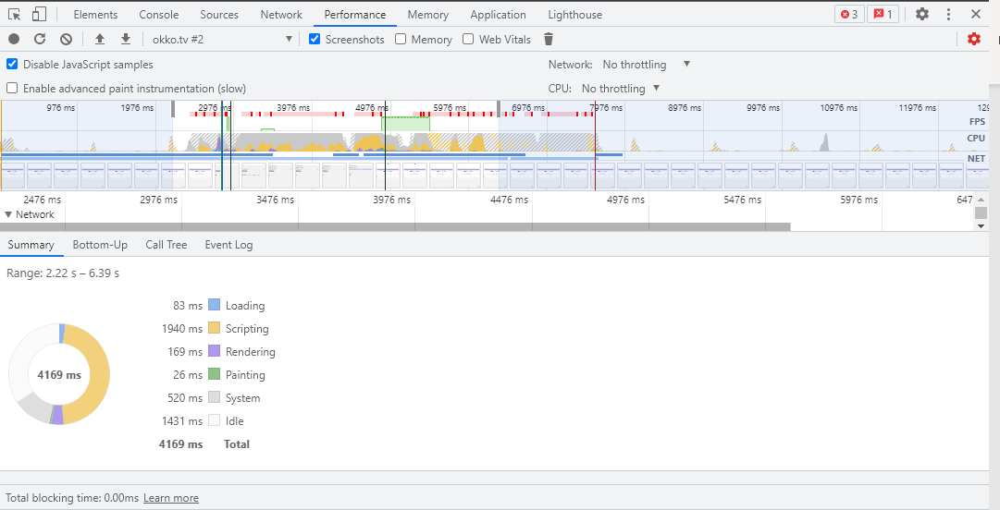 Elements Console Sources Network Performance Memory Application Lighthouse 3 1
okko.tv #2 Screenshots Memory Web Vitals
Disable JavaScript samples Network: No throttling
Enable advanced paint instrumentation (slow) CPU: No throttling
976 ms 1976 ms 2976 ms 3976 ms 4976 ms 5976 ms 6976 ms 7976 ms 8976 ms 9976 ms 10976 ms 11976 ms 129
FPS
CPU
NET
2476 ms 2976 ms 3476 ms 3976 ms 4476 ms 4976 ms 5476 ms 5976 ms 647
Network
Summary Bottom-Up Call Tree Event Log
Range: 2.22 s – 6.39 s
83 ms Loading
1940 ms Scripting
169 ms Rendering
4169 ms
26 ms Painting
520 ms System
1431 ms Idle
4169 ms Total
Total blocking time: 0.00ms Learn more